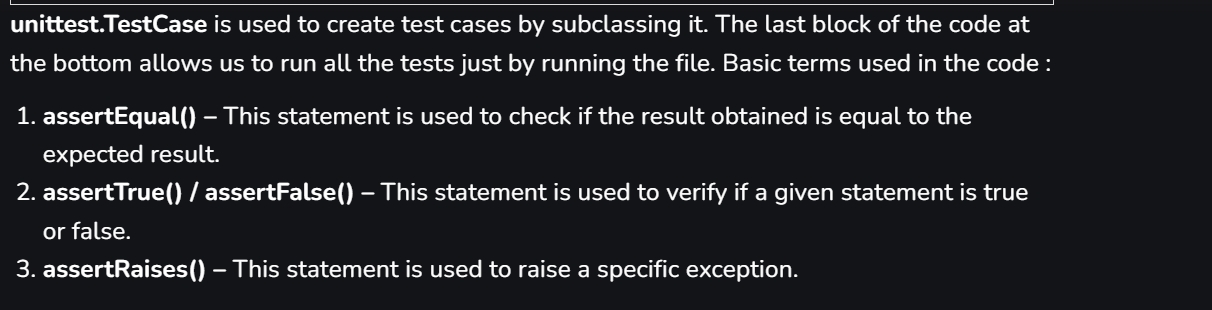 unittest.TestCase is used to create test cases by subclassing it. The last block of the code at
the bottom allows us to run all the tests just by running the file. Basic terms used in the code :
1. assertEqual() – This statement is used to check if the result obtained is equal to the
expected result.
2. assertTrue() / assertFalse() – This statement is used to verify if a given statement is true
or false.
3. assertRaises() – This statement is used to raise a specific exception.